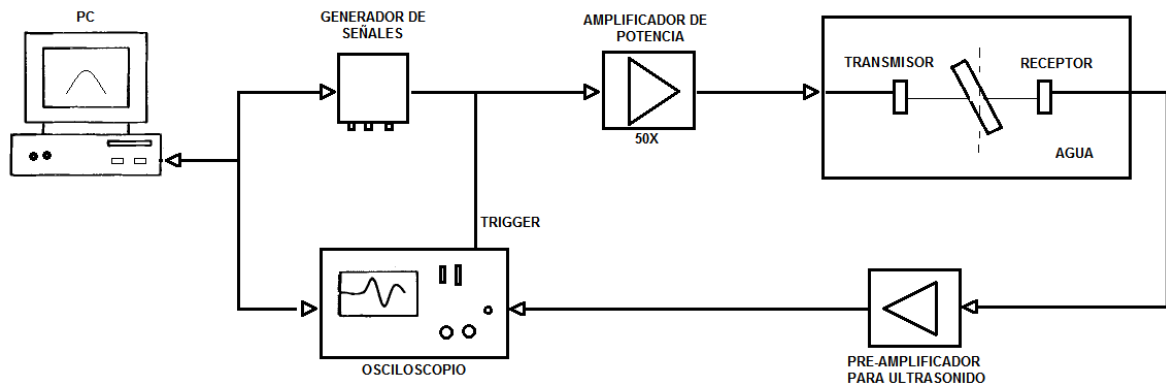 PC
GENERADOR DE
SEÑALES
AMPLIFICADOR DE
POTENCIA
50X
TRANSMISOR
RECEPTOR
AGUA
TRIGGER
OSCILOSCOPIO
PRE-AMPLIFICADOR
PARA ULTRASONIDO